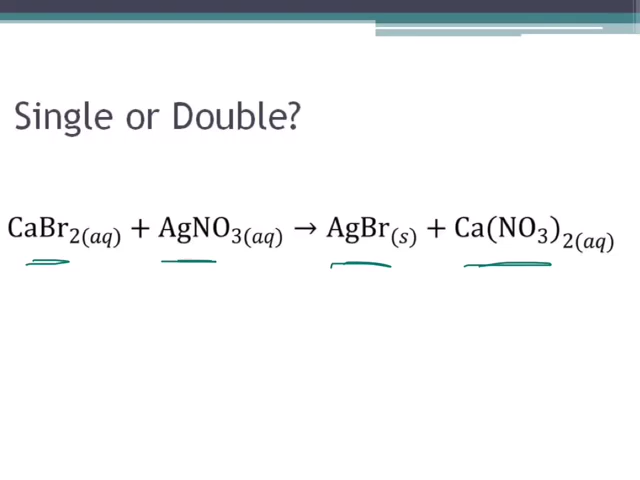 Single or Double?
CaBr₂₍aq₎ + AgNO₃₍aq₎ → AgBr₍s₎ + Ca(NO₃)₂₍aq₎